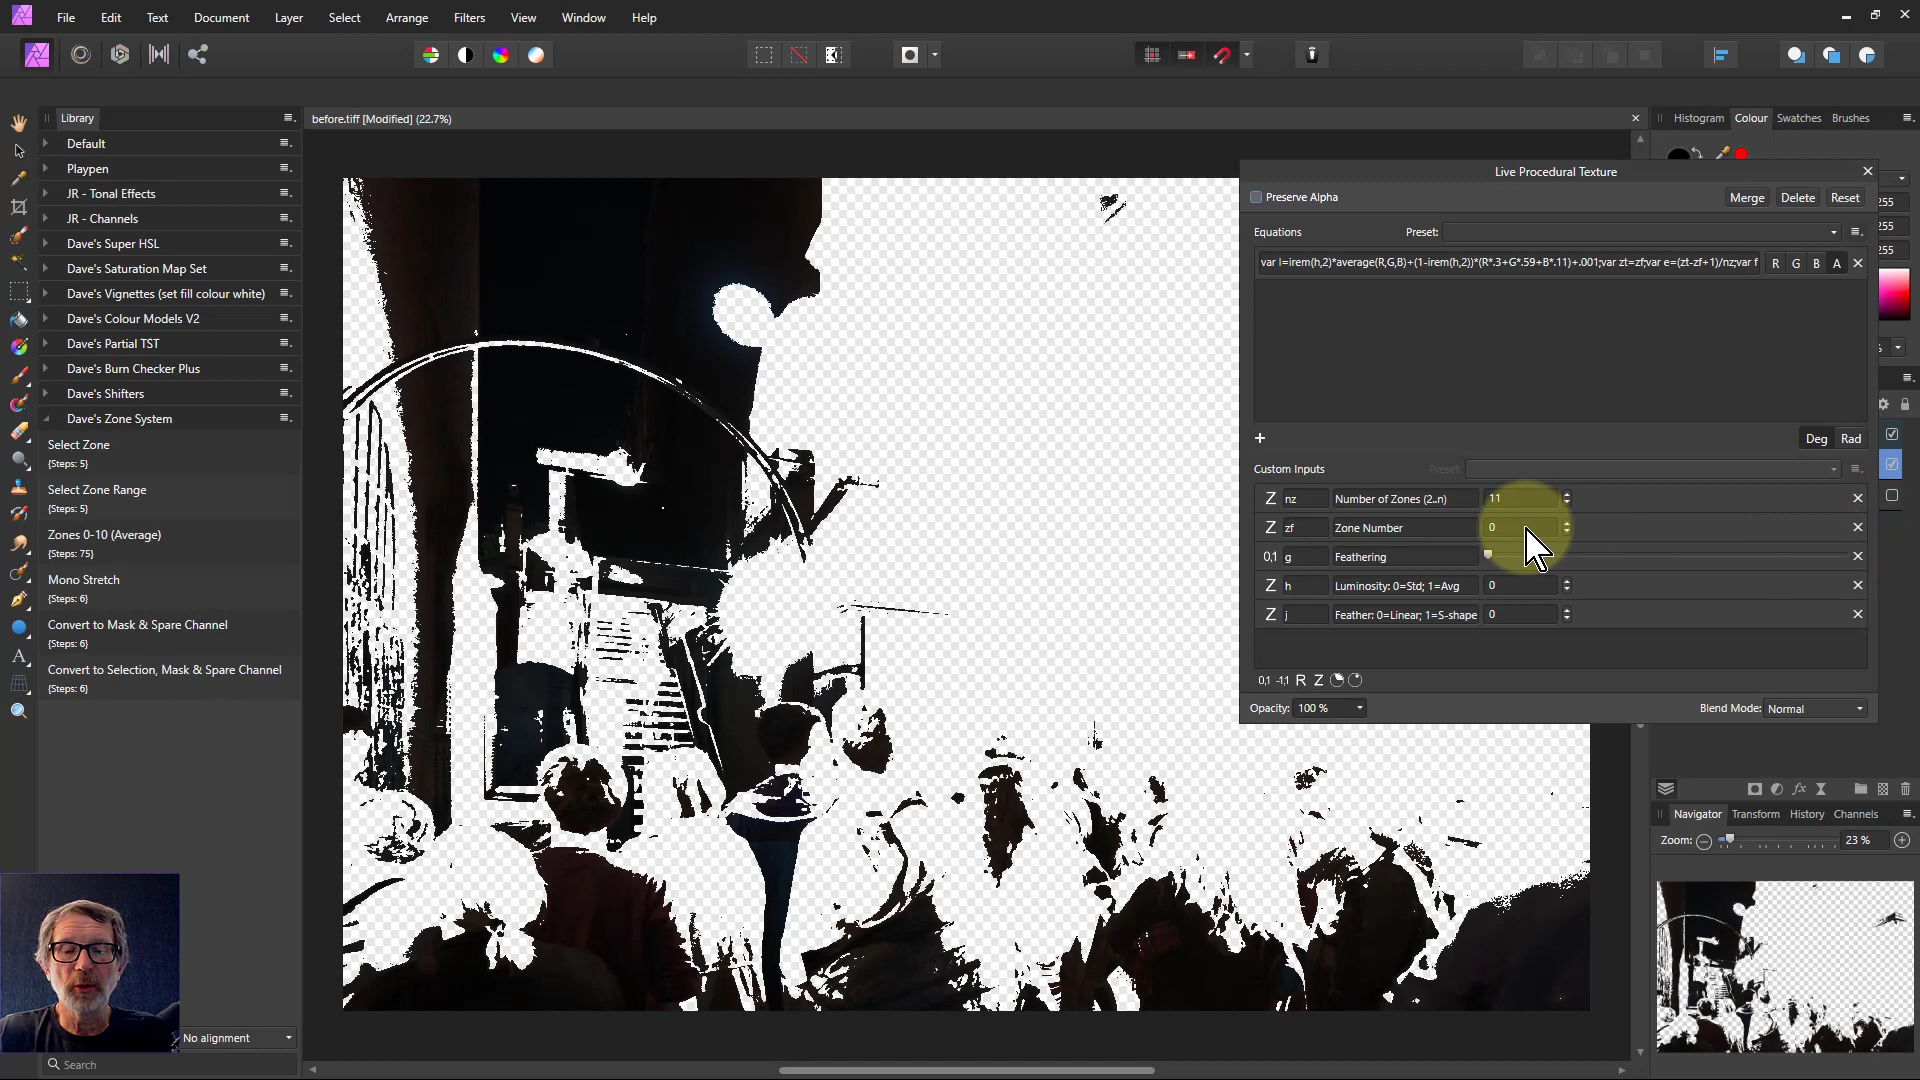 File Edit Text Document Layer Select Arrange Filters View Window Help
Library
before.tiff [Modified] (22.7%)
Histogram Colour Swatches Brushes
Default
Playpen
JR - Tonal Effects
JR - Channels
Dave's Super HSL
Dave's Saturation Map Set
Dave's Vignettes (set fill colour white)
Dave's Colour Models V2
Dave's Partial TST
Dave's Burn Checker Plus
Dave's Shifters
Dave's Zone System
Select Zone
{Steps: 5}
Select Zone Range
{Steps: 5}
Zones 0-10 (Average)
{Steps: 75}
Mono Stretch
{Steps: 6}
Convert to Mask & Spare Channel
{Steps: 6}
Convert to Selection, Mask & Spare Channel
{Steps: 6}
No alignment
Search
Live Procedural Texture
Preserve Alpha Merge Delete Reset
Equations Preset:
var l=irem(h,2)*average(R,G,B)+(1-irem(h,2))*(R*.3+G*.59+B*.11)+.001;var zt=zf;var e=(zt-zf+1)/nz;var f R G B A
+ Deg Rad
Custom Inputs Preset:
Z nz Number of Zones (2..n) 11
Z zf Zone Number 0
0,1 g Feathering
Z h Luminosity: 0=Std; 1=Avg 0
Z j Feather: 0=Linear; 1=S-shape 0
0,1 -1,1 R Z
Opacity: 100 % Blend Mode: Normal
255
255
255
%
fx
Navigator Transform History Channels
Zoom: 23 %